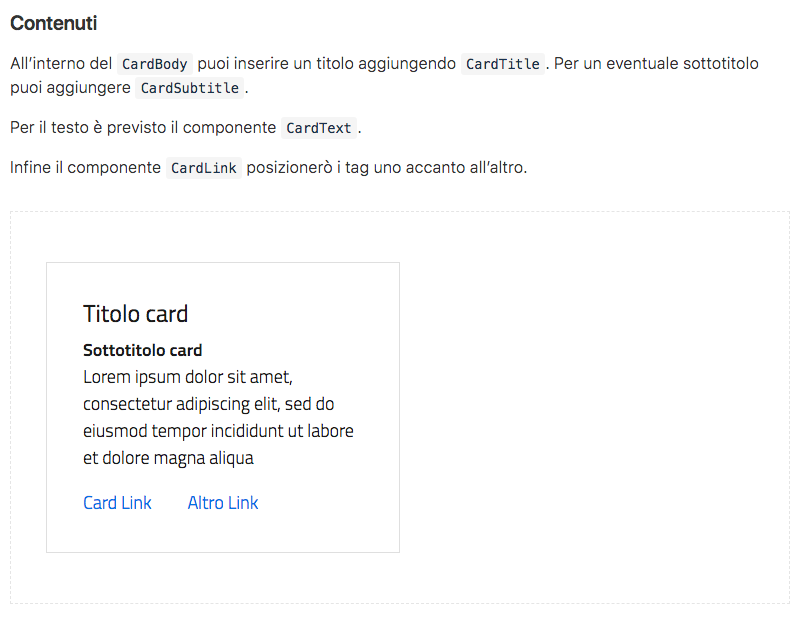 Contenuti
All’interno del CardBody puoi inserire un titolo aggiungendo CardTitle. Per un eventuale sottotitolo
puoi aggiungere CardSubtitle.
Per il testo è previsto il componente CardText.
Infine il componente CardLink posizionerò i tag uno accanto all’altro.
Titolo card
Sottotitolo card
Lorem ipsum dolor sit amet,
consectetur adipiscing elit, sed do
eiusmod tempor incididunt ut labore
et dolore magna aliqua
Card Link Altro Link